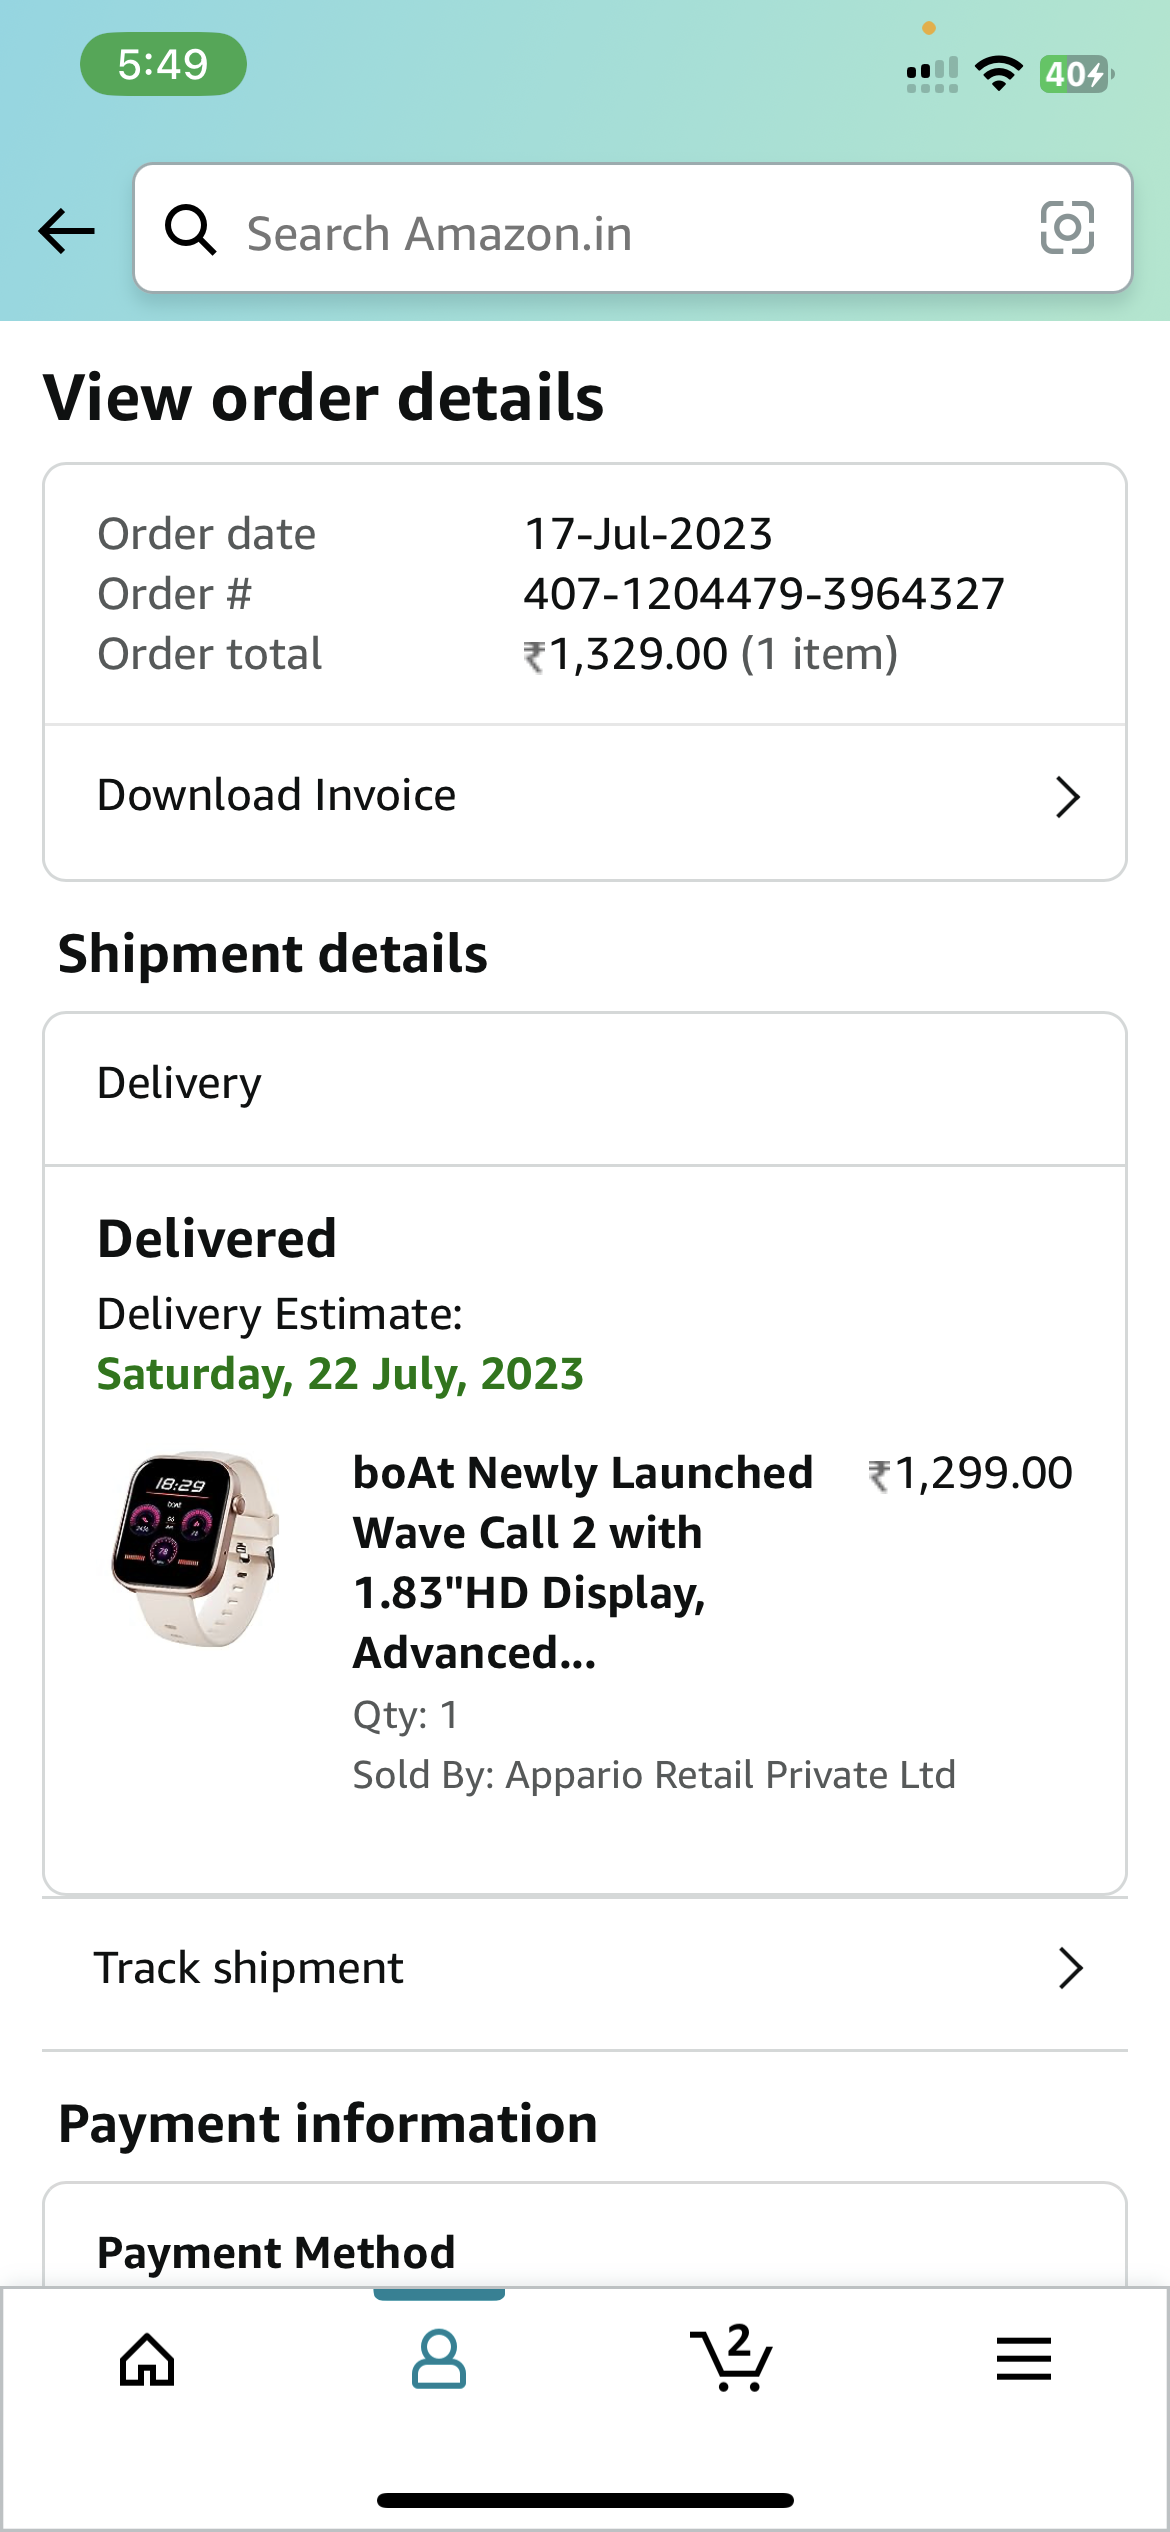 5:49
40
Search Amazon.in
View order details
Order date 17-Jul-2023
Order # 407-1204479-3964327
Order total ₹1,329.00 (1 item)
Download Invoice
Shipment details
Delivery
Delivered
Delivery Estimate:
Saturday, 22 July, 2023
18:29
boAt Newly Launched ₹1,299.00
Wave Call 2 with
1.83"HD Display,
Advanced...
Qty: 1
Sold By: Appario Retail Private Ltd
Track shipment
Payment information
Payment Method
2